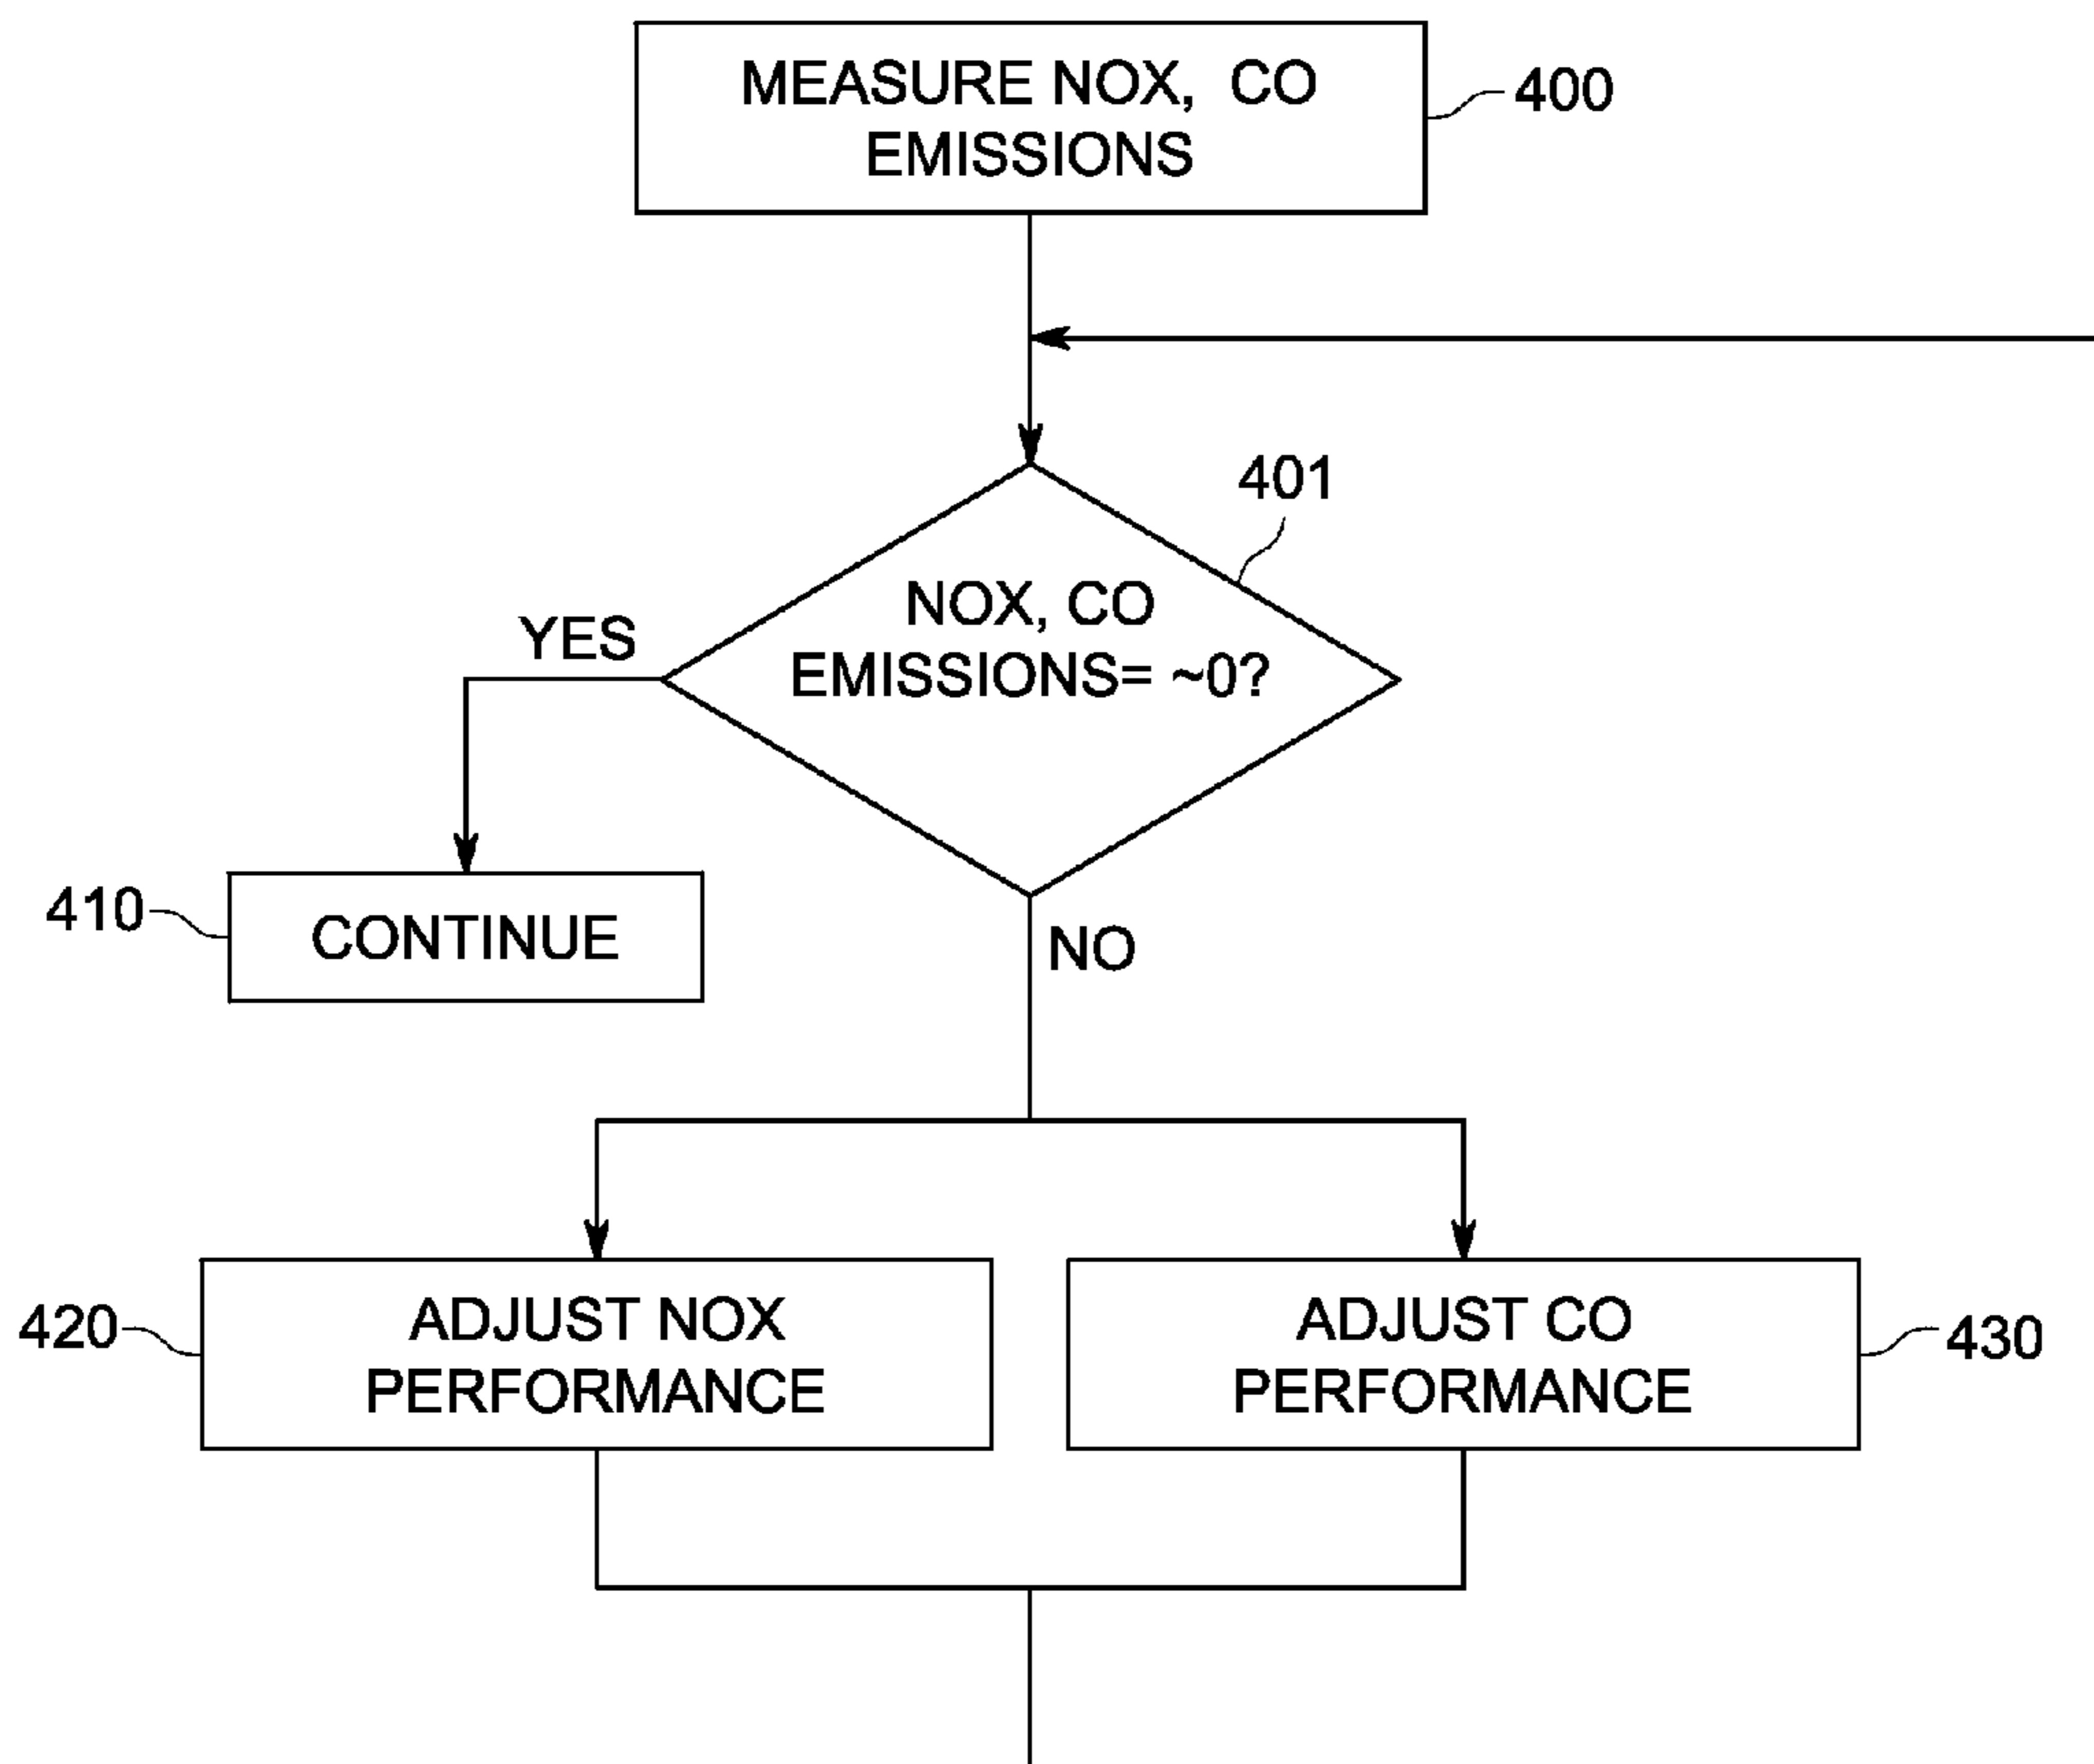 MEASURE NOX, CO
EMISSIONS
400
401
NOX, CO
EMISSIONS= ~0?
YES
410
CONTINUE
NO
420
ADJUST NOX
PERFORMANCE
ADJUST CO
PERFORMANCE
430